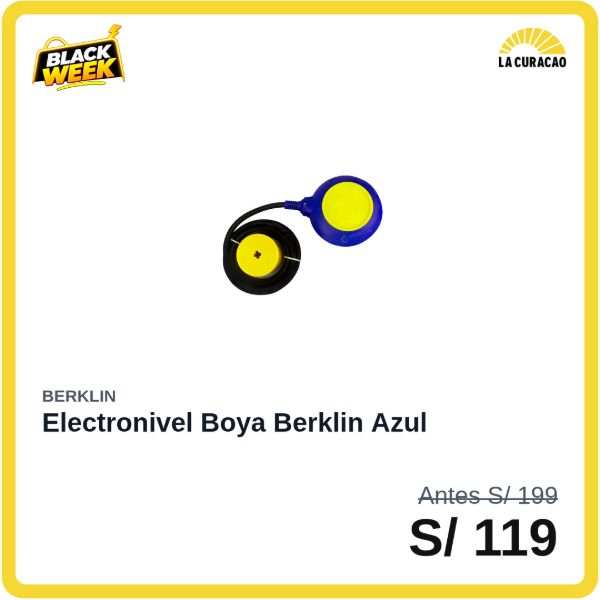 BLACK
WEEK
LA CURACAO
BERKLIN
Electronivel Boya Berklin Azul
Antes S/ 199
S/ 119